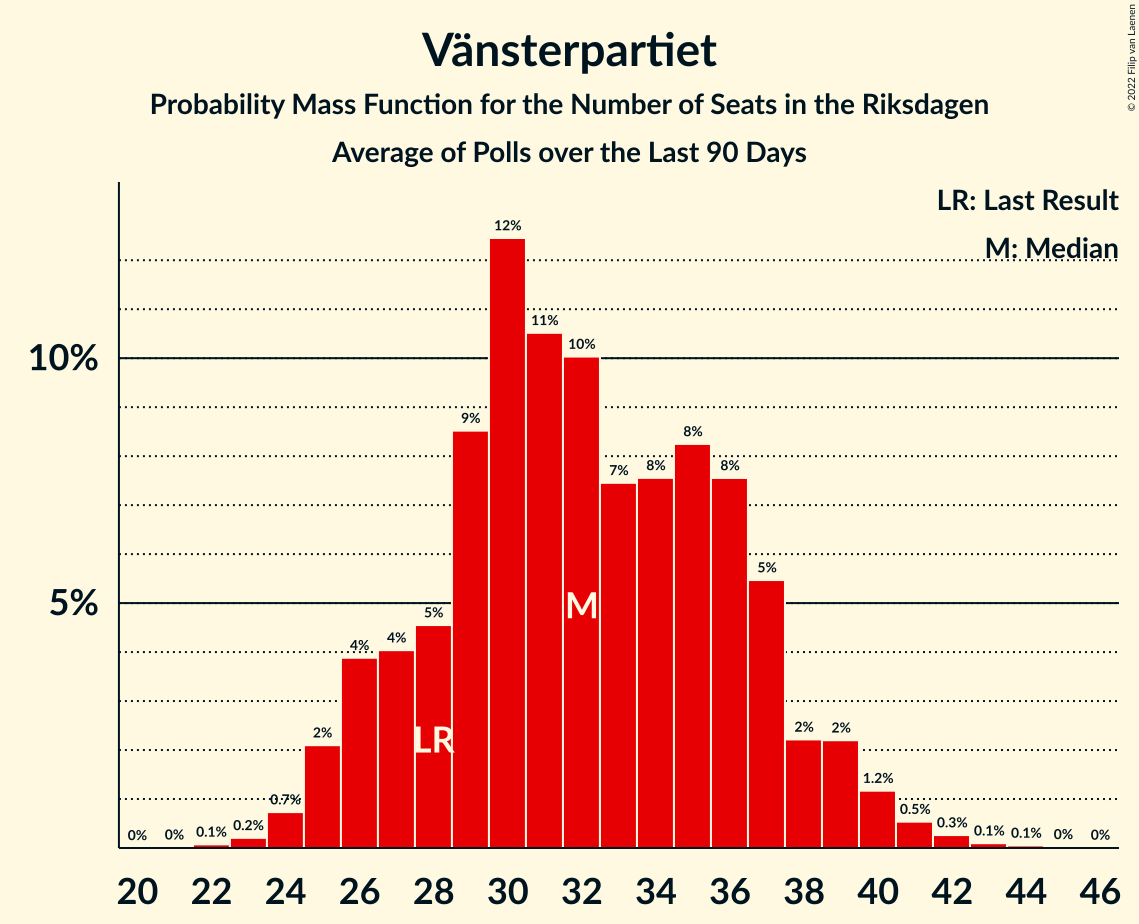 © 2022 Filip van Laenen
Vänsterpartiet
Probability Mass Function for the Number of Seats in the Riksdagen
Average of Polls over the Last 90 Days
LR: Last Result
M: Median
10%
5%
0% 0% 0.1% 0.2% 0.7% 2% 4% 4% 5% 9% 12% 11% 10% 7% 8% 8% 8% 5% 2% 2% 1.2% 0.5% 0.3% 0.1% 0.1% 0% 0%
M
LR
20 22 24 26 28 30 32 34 36 38 40 42 44 46